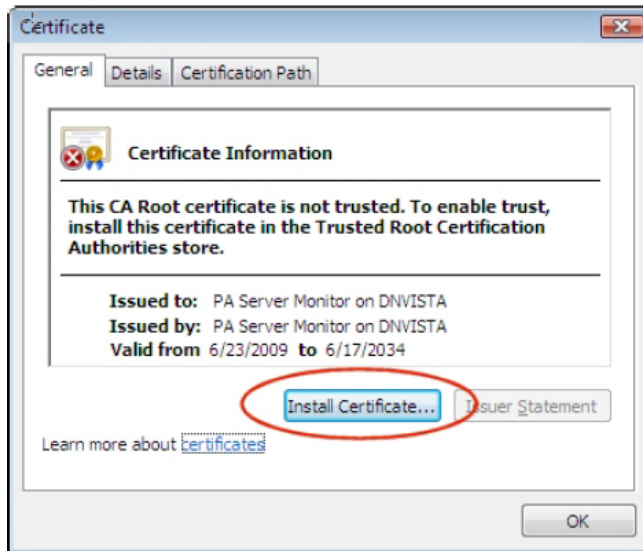 Certificate
General Details Certification Path
Certificate Information
This CA Root certificate is not trusted. To enable trust,
install this certificate in the Trusted Root Certification
Authorities store.
Issued to: PA Server Monitor on DNVISTA
Issued by: PA Server Monitor on DNVISTA
Valid from 6/23/2009 to 6/17/2034
Install Certificate... Issuer Statement
Learn more about certificates
OK